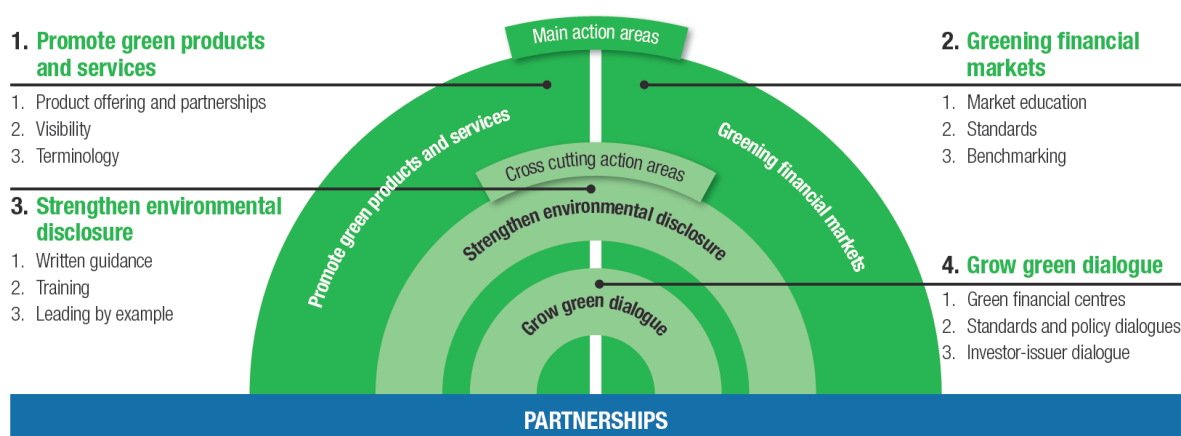 Main action areas
1. Promote green products
and services
1. Product offering and partnerships
2. Visibility
3. Terminology
2. Greening financial
markets
1. Market education
2. Standards
3. Benchmarking
Promote green products and services
Greening financial markets
Cross cutting action areas
Strengthen environmental disclosure
Grow green dialogue
3. Strengthen environmental
disclosure
1. Written guidance
2. Training
3. Leading by example
4. Grow green dialogue
1. Green financial centres
2. Standards and policy dialogues
3. Investor-issuer dialogue
PARTNERSHIPS